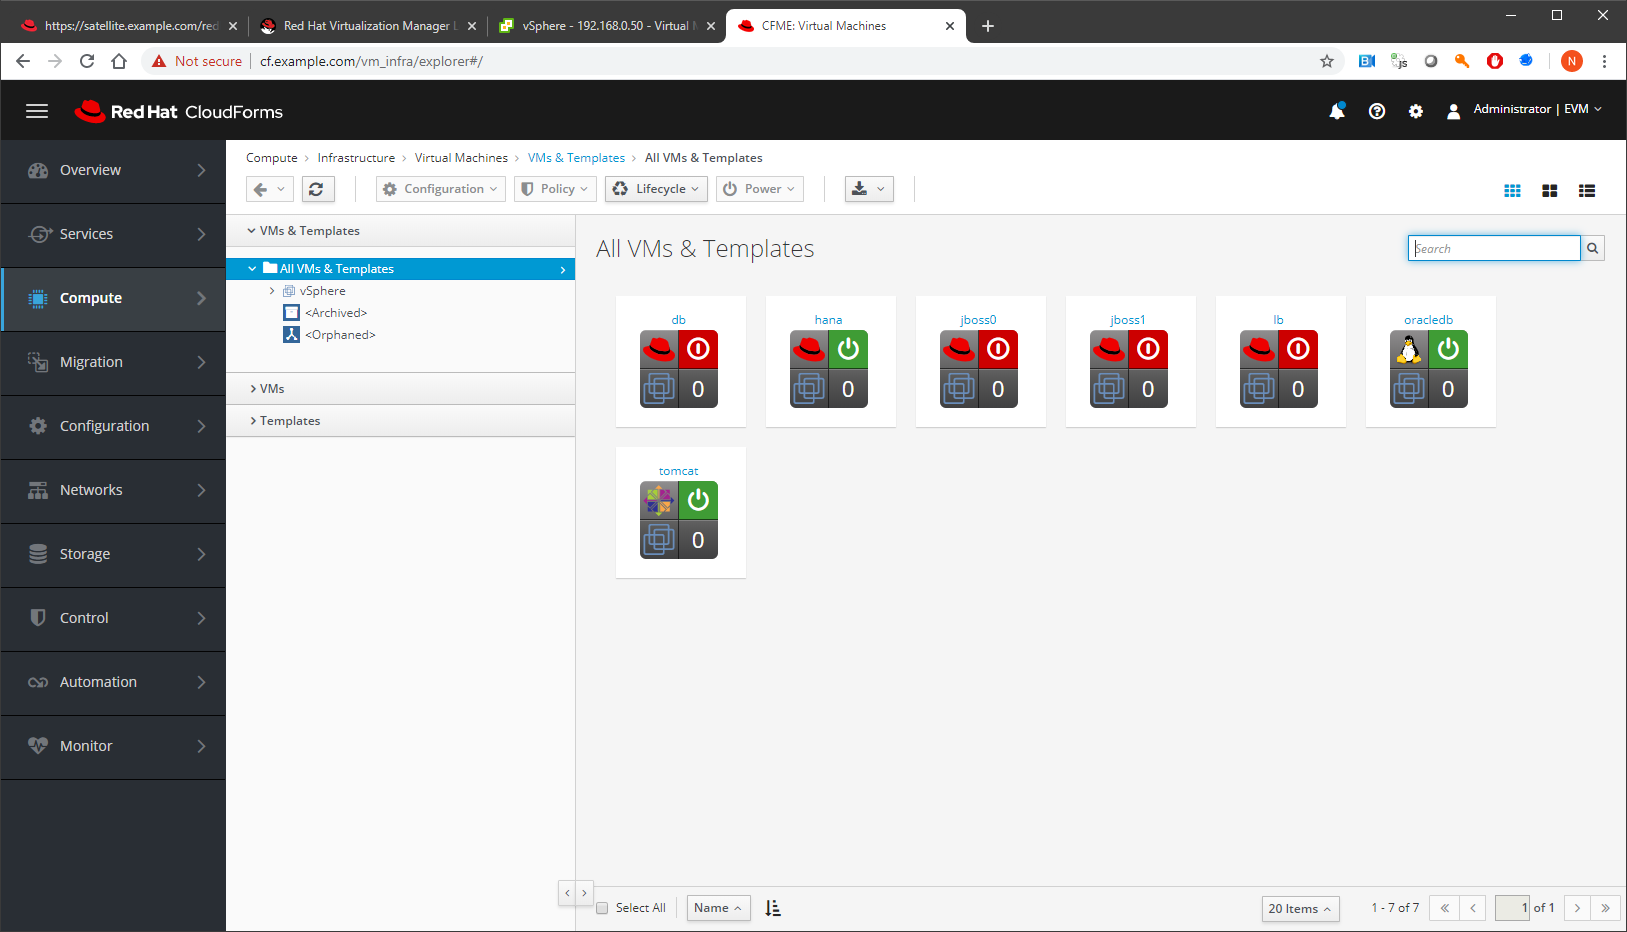 https://satellite.example.com/red
Red Hat Virtualization Manager L
vSphere - 192.168.0.50 - Virtual M
CFME: Virtual Machines
Not secure
cf.example.com/vm_infra/explorer#/
N
Red Hat CloudForms
Administrator | EVM
Overview
Services
Compute
Migration
Configuration
Networks
Storage
Control
Automation
Monitor
Compute > Infrastructure > Virtual Machines > VMs & Templates > All VMs & Templates
Configuration
Policy
Lifecycle
Power
VMs & Templates
All VMs & Templates
vSphere
<Archived>
<Orphaned>
VMs
Templates
All VMs & Templates
Search
db
0
hana
0
jboss0
0
jboss1
0
lb
0
oracledb
0
tomcat
0
Select All
Name
20 Items
1 - 7 of 7
1 of 1